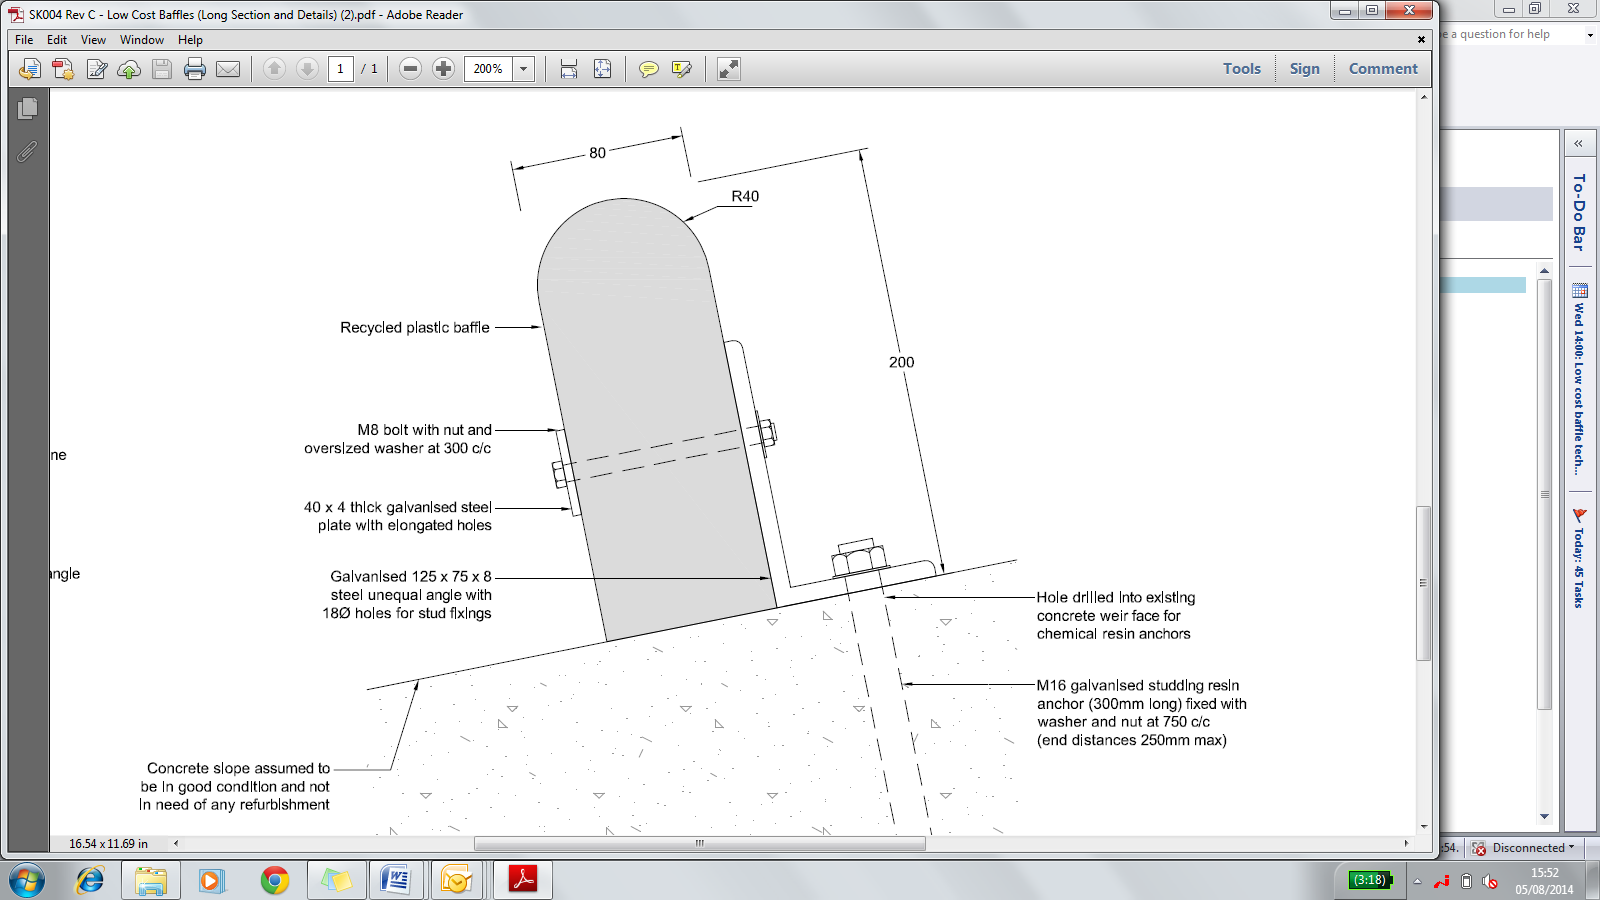 SK004 Rev C - Low Cost Baffles (Long Section and Details) (2).pdf - Adobe Reader
File Edit View Window Help
e a question for help
1 / 1
200%
Tools Sign Comment
80
R40
200
Recycled plastic baffle
M8 bolt with nut and
oversized washer at 300 c/c
40 x 4 thick galvanised steel
plate with elongated holes
Galvanised 125 x 75 x 8
steel unequal angle with
18Ø holes for stud fixings
ne
angle
Hole drilled into existing
concrete weir face for
chemical resin anchors
M16 galvanised studding resin
anchor (300mm long) fixed with
washer and nut at 750 c/c
(end distances 250mm max)
Concrete slope assumed to
be in good condition and not
in need of any refurbishment
16.54 x 11.69 in
To-Do Bar
Wed 14:00: Low cost baffle tech...
Today: 45 Tasks
:54.
Disconnected
(3:18)
15:52
05/08/2014